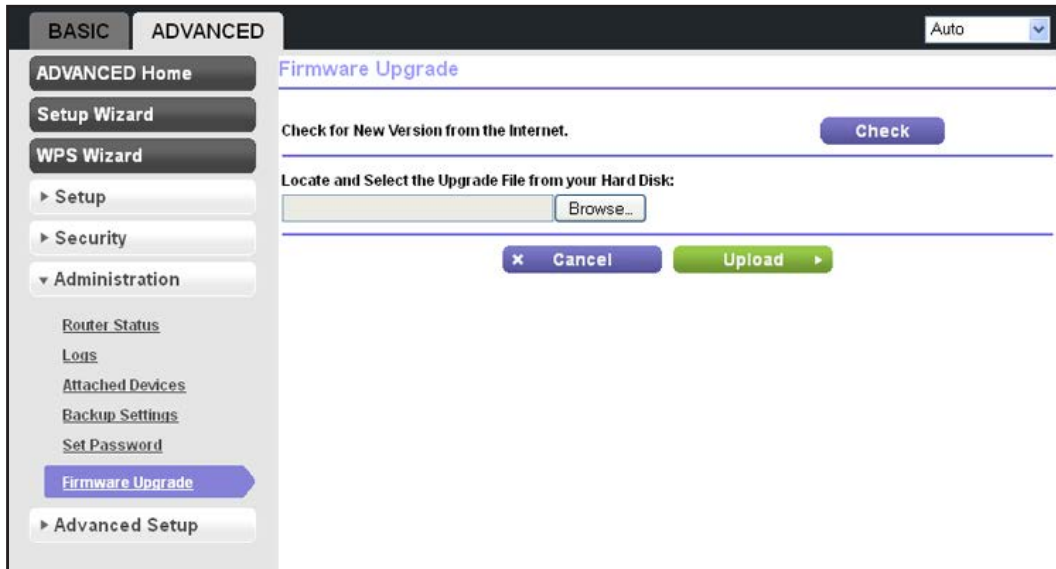 BASIC
ADVANCED
Auto
ADVANCED Home
Setup Wizard
WPS Wizard
Setup
Security
Administration
Router Status
Logs
Attached Devices
Backup Settings
Set Password
Firmware Upgrade
Advanced Setup
Firmware Upgrade
Check for New Version from the Internet.
Check
Locate and Select the Upgrade File from your Hard Disk:
Browse...
Cancel
Upload